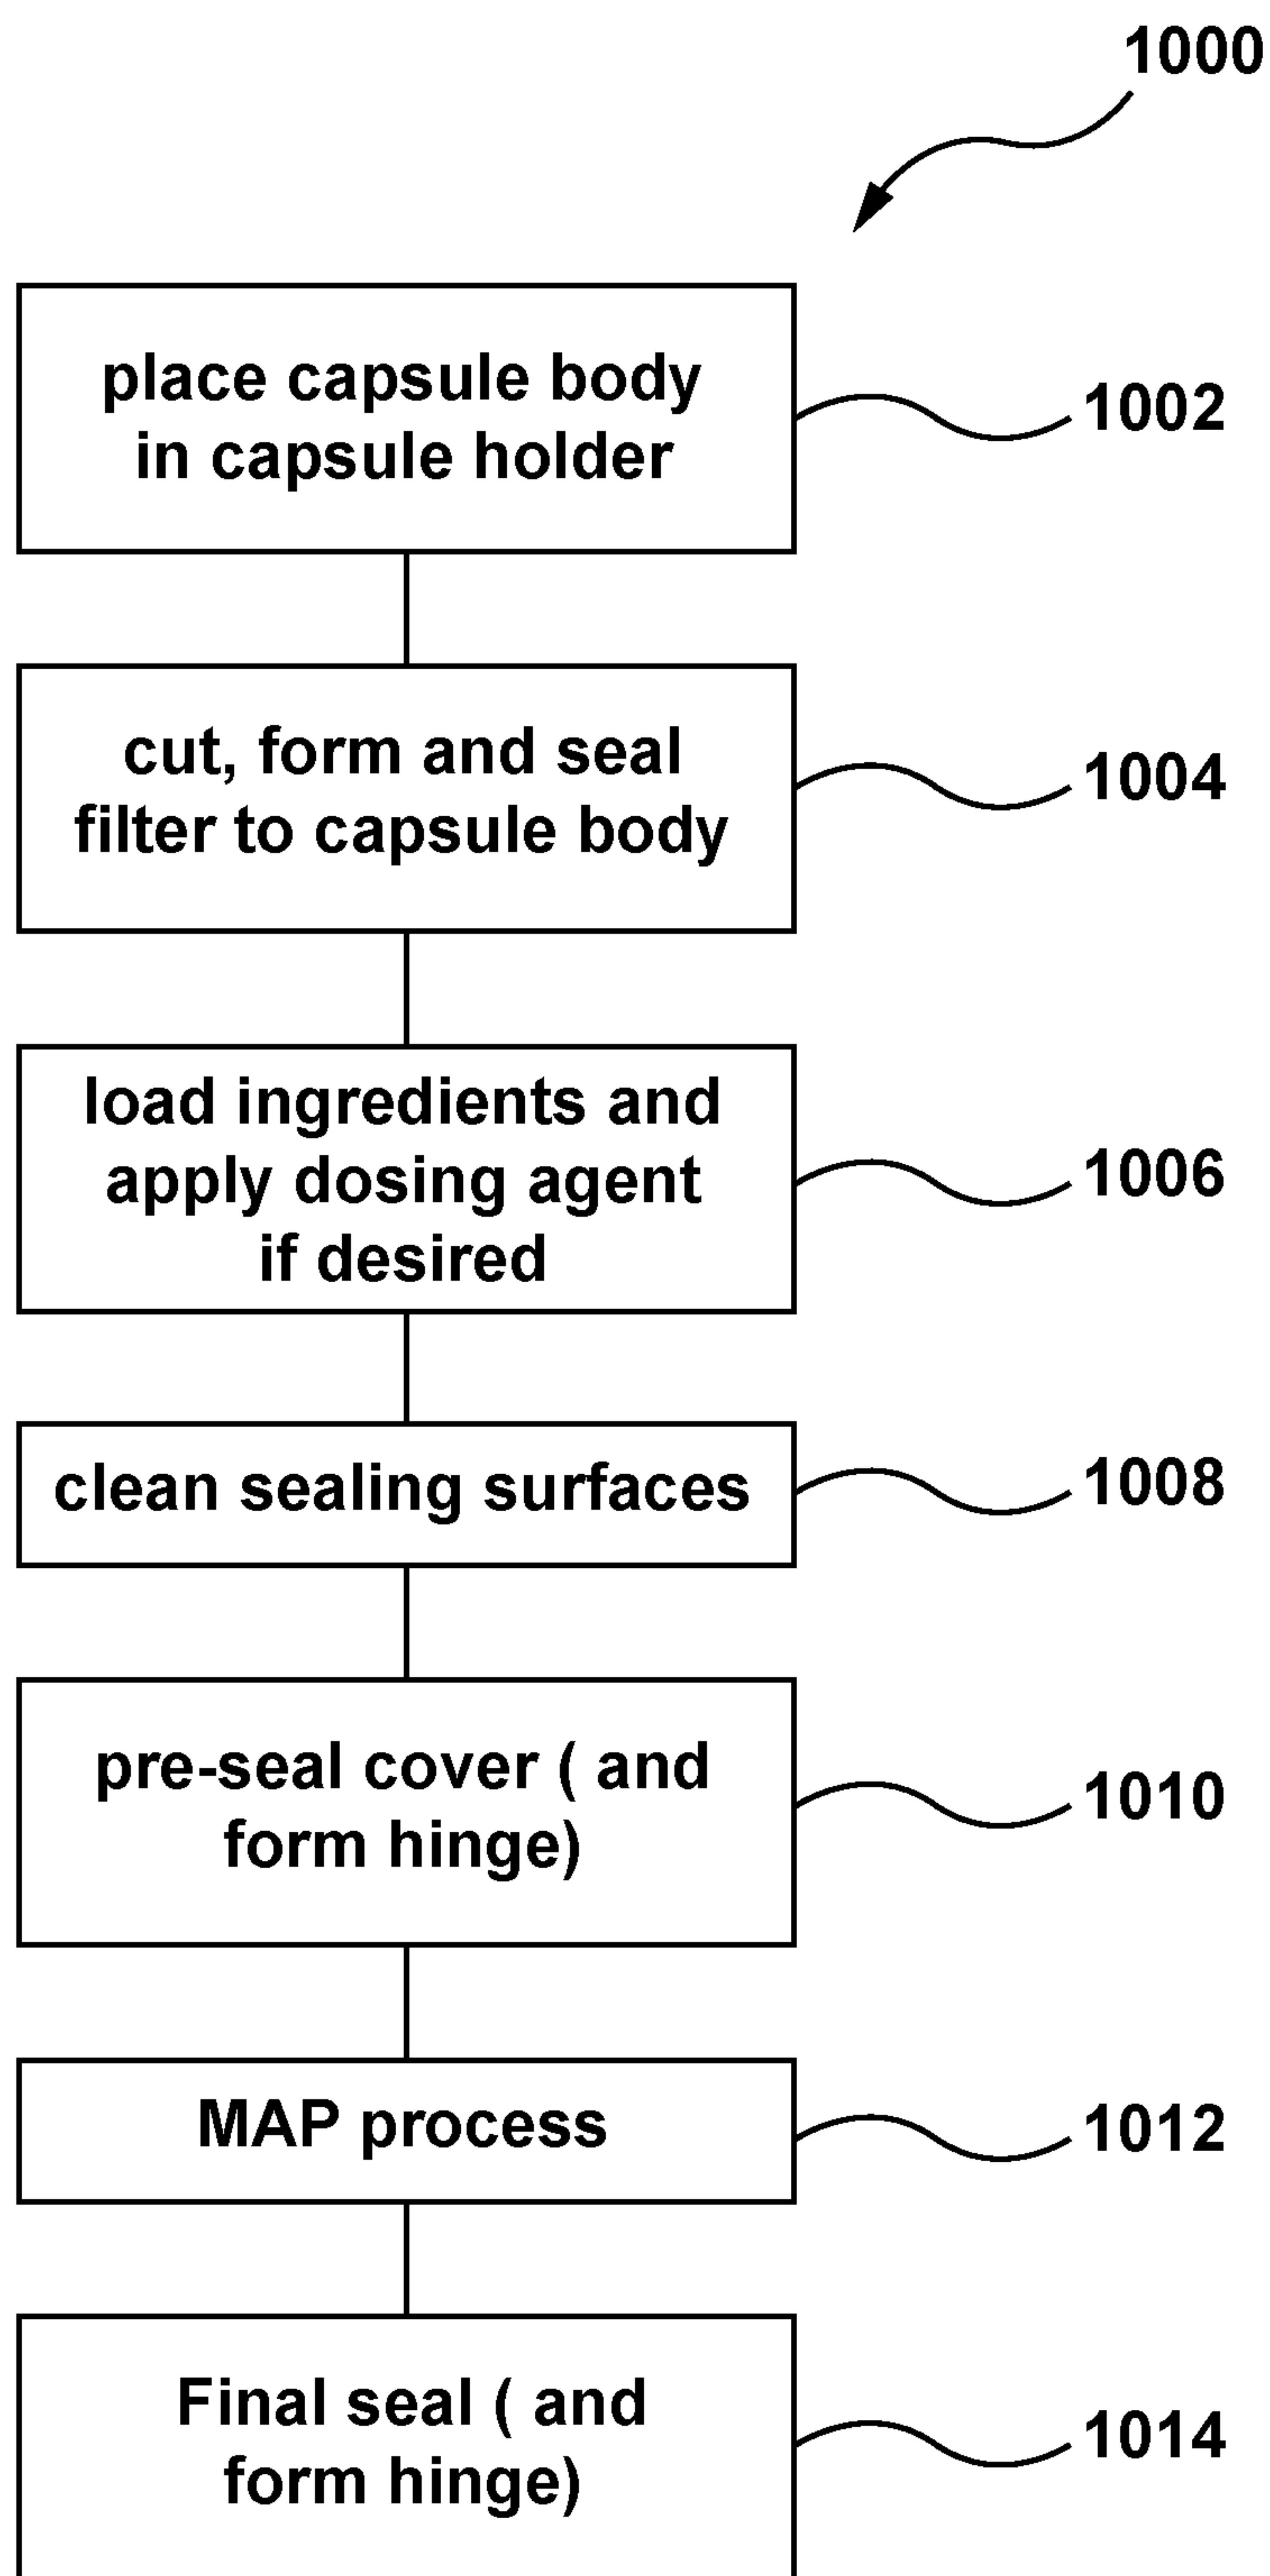 1000
place capsule body
in capsule holder
1002
cut, form and seal
filter to capsule body
1004
load ingredients and
apply dosing agent
if desired
1006
clean sealing surfaces
1008
pre-seal cover ( and
form hinge)
1010
MAP process
1012
Final seal ( and
form hinge)
1014